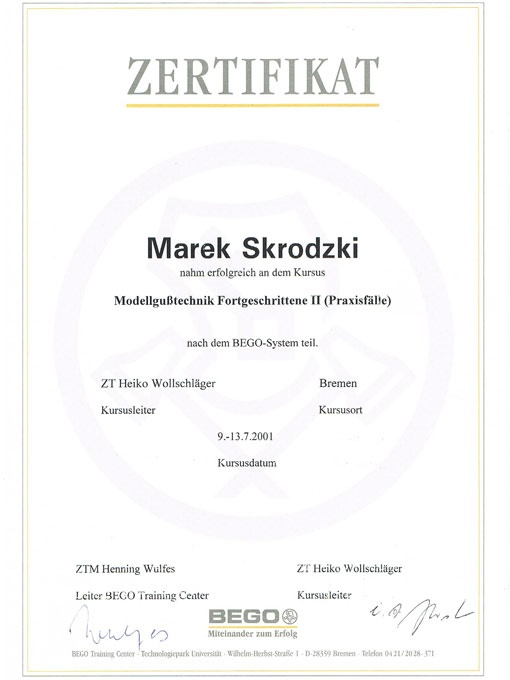 ZERTIFIKAT
Marek Skrodzki
nahm erfolgreich an dem Kursus
Modellgußtechnik Fortgeschrittene II (Praxisfälle)
nach dem BEGO-System teil.
ZT Heiko Wollschläger Bremen
Kursusleiter Kursusort
9.-13.7.2001
Kursusdatum
ZTM Henning Wulfes ZT Heiko Wollschläger
Leiter BEGO Training Center Kursusleiter
BEGO
Miteinander zum Erfolg
BEGO Training Center · Technologiepark Universität · Wilhelm-Herbst-Straße 1 · D-28359 Bremen · Telefon 04 21/20 28-371